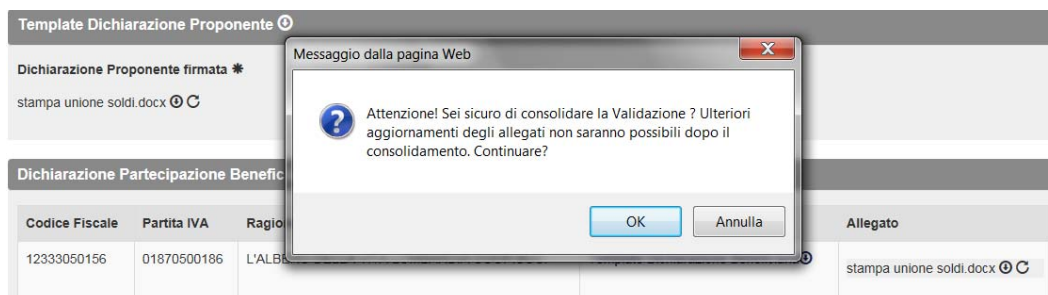 Template Dichiarazione Proponente
Messaggio dalla pagina Web
Dichiarazione Proponente firmata *
stampa unione soldi.docx
Attenzione! Sei sicuro di consolidare la Validazione ? Ulteriori
aggiornamenti degli allegati non saranno possibili dopo il
consolidamento. Continuare?
Dichiarazione Partecipazione Benefic
OK Annulla
Codice Fiscale Partita IVA Ragio Allegato
12333050156 01870500186
stampa unione soldi.docx